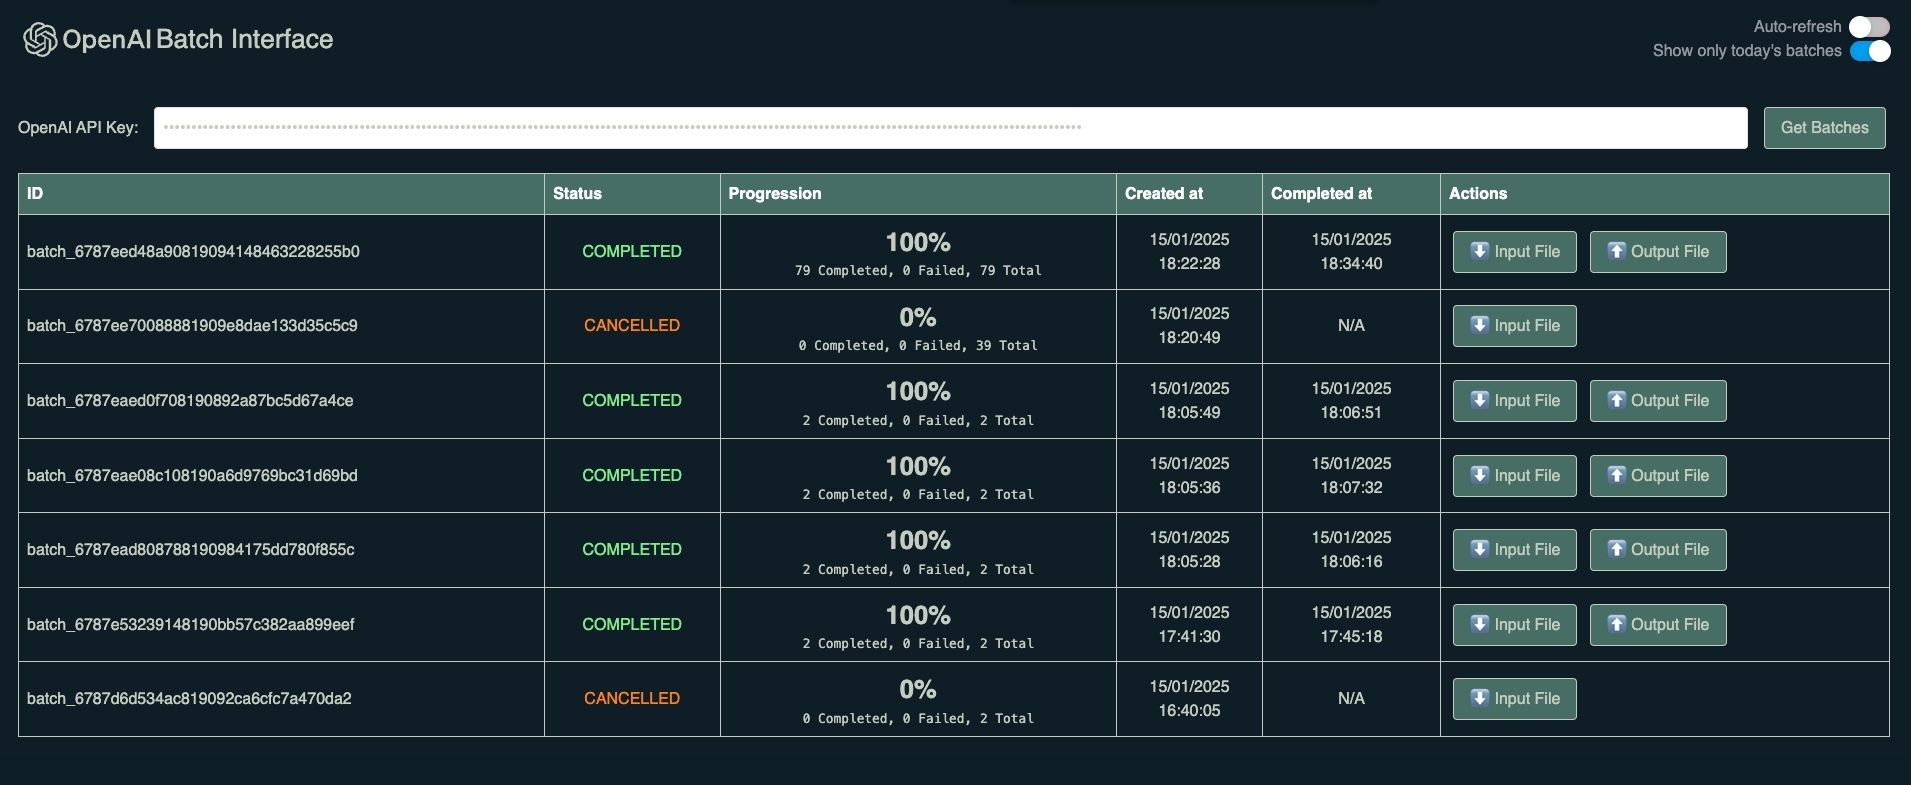 OpenAI Batch Interface
Auto-refresh
Show only today's batches
OpenAI API Key:
Get Batches
ID Status Progression Created at Completed at Actions
batch_6787eed48a90819094148463228255b0 COMPLETED 100% 15/01/2025 15/01/2025 Input File Output File
79 Completed, 0 Failed, 79 Total 18:22:28 18:34:40
batch_6787ee70088881909e8dae133d35c5c9 CANCELLED 0% 15/01/2025 N/A Input File
0 Completed, 0 Failed, 39 Total 18:20:49
batch_6787eaed0f708190892a87bc5d67a4ce COMPLETED 100% 15/01/2025 15/01/2025 Input File Output File
2 Completed, 0 Failed, 2 Total 18:05:49 18:06:51
batch_6787eae08c108190a6d9769bc31d69bd COMPLETED 100% 15/01/2025 15/01/2025 Input File Output File
2 Completed, 0 Failed, 2 Total 18:05:36 18:07:32
batch_6787ead808788190984175dd780f855c COMPLETED 100% 15/01/2025 15/01/2025 Input File Output File
2 Completed, 0 Failed, 2 Total 18:05:28 18:06:16
batch_6787e53239148190bb57c382aa899eef COMPLETED 100% 15/01/2025 15/01/2025 Input File Output File
2 Completed, 0 Failed, 2 Total 17:41:30 17:45:18
batch_6787d6d534ac819092ca6cfc7a470da2 CANCELLED 0% 15/01/2025 N/A Input File
0 Completed, 0 Failed, 2 Total 16:40:05